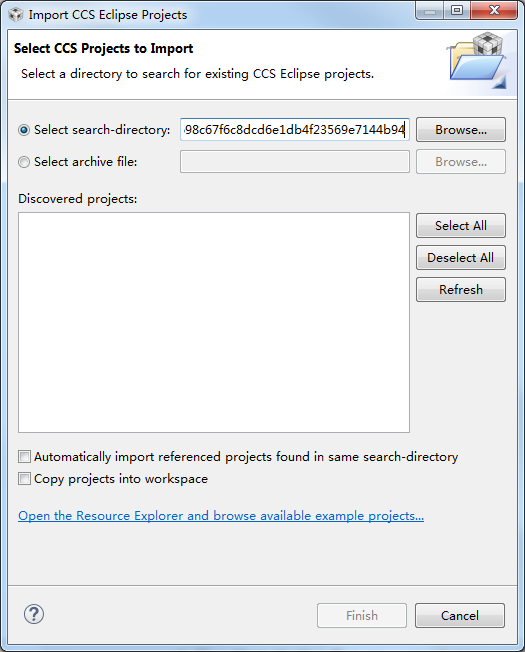 Import CCS Eclipse Projects
Select CCS Projects to Import
Select a directory to search for existing CCS Eclipse projects.
Select search-directory: 98c67f6c8dcd6e1db4f23569e7144b94 Browse...
Select archive file: Browse...
Discovered projects:
Select All
Deselect All
Refresh
Automatically import referenced projects found in same search-directory
Copy projects into workspace
Open the Resource Explorer and browse available example projects...
? Finish Cancel